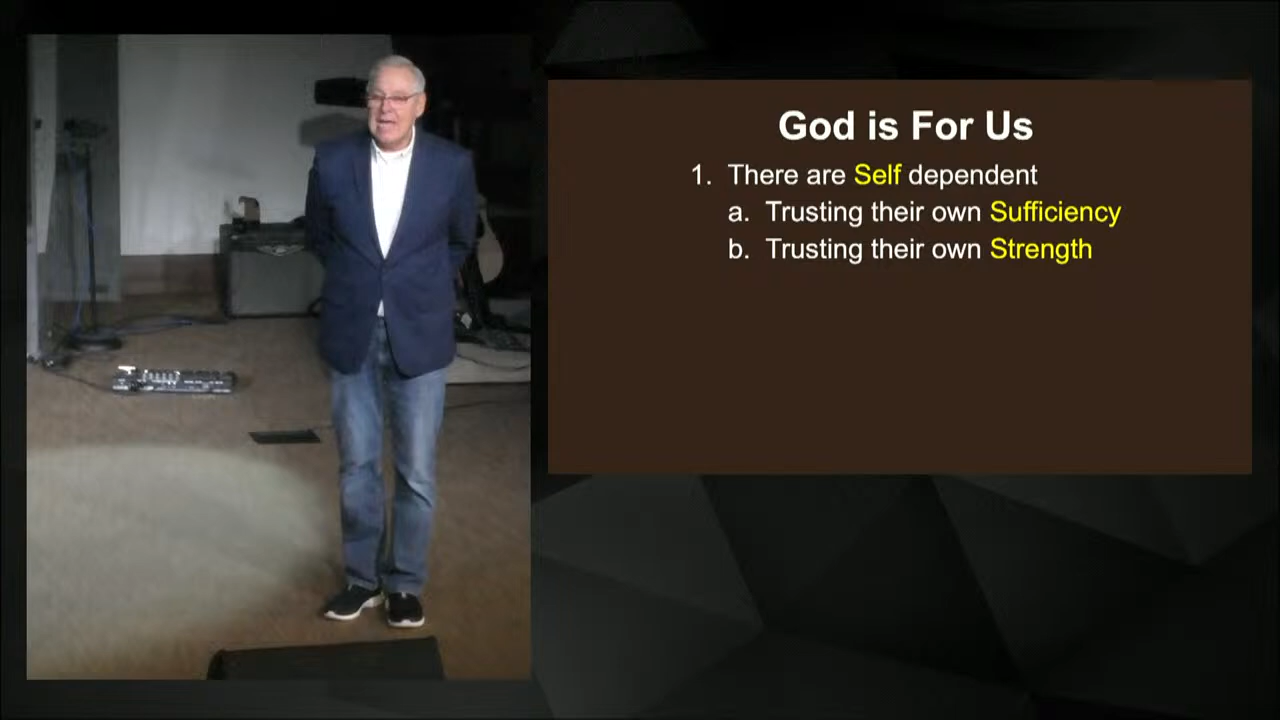 God is For Us
1. There are Self dependent
a. Trusting their own Sufficiency
b. Trusting their own Strength